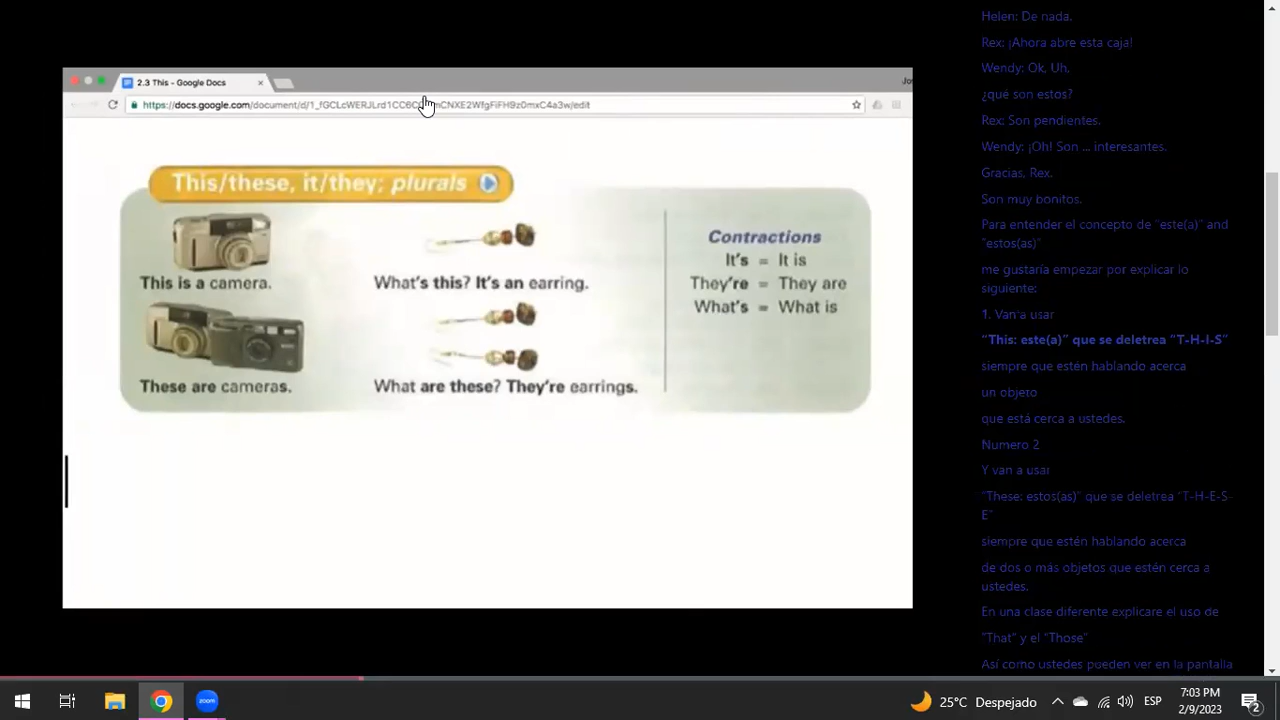 2.3 This - Google Docs
This/these, it/they; plurals
This is a camera.
What's this? It's an earring.
These are cameras.
What are these? They're earrings.
Contractions
It's = It is
They're = They are
What's = What is
Helen: De nada.
Rex: ¡Ahora abre esta caja!
Wendy: Ok, Uh,
¿qué son estos?
Rex: Son pendientes.
Wendy: ¡Oh! Son ... interesantes.
Gracias, Rex.
Son muy bonitos.
Para entender el concepto de "este(a)" and
"estos(as)"
me gustaría empezar por explicar lo
siguiente:
1. Van a usar
"This: este(a)" que se deletrea "T-H-I-S"
siempre que estén hablando acerca
un objeto
que está cerca a ustedes.
Numero 2
Y van a usar
"These: estos(as)" que se deletrea "T-H-E-S-
E"
siempre que estén hablando acerca
de dos o más objetos que estén cerca a
ustedes.
En una clase diferente explicare el uso de
"That" y el "Those"
Así como ustedes pueden ver en la pantalla
zoom
25°C Despejado
ESP
7:03 PM
2/9/2023
2